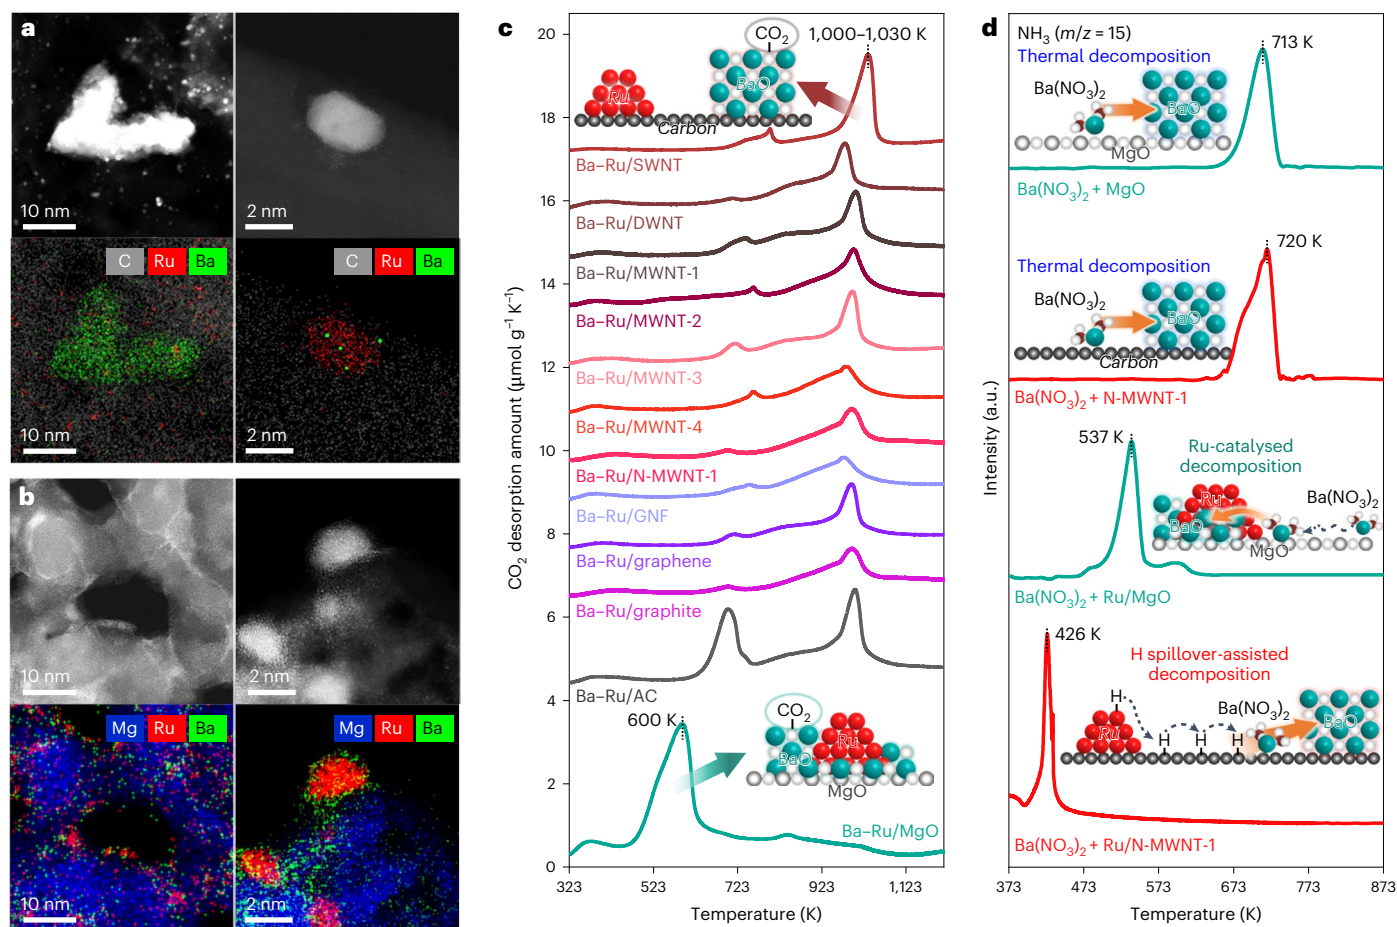 a
10 nm
2 nm
C Ru Ba
10 nm
C Ru Ba
2 nm
b
10 nm
2 nm
Mg Ru Ba
10 nm
Mg Ru Ba
2 nm
c
CO₂ desorption amount (μmol g⁻¹ K⁻¹)
20
18
16
14
12
10
8
6
4
2
0
CO₂
1,000–1,030 K
Ru
BaO
Carbon
Ba–Ru/SWNT
Ba–Ru/DWNT
Ba–Ru/MWNT-1
Ba–Ru/MWNT-2
Ba–Ru/MWNT-3
Ba–Ru/MWNT-4
Ba–Ru/N-MWNT-1
Ba–Ru/GNF
Ba–Ru/graphene
Ba–Ru/graphite
Ba–Ru/AC
600 K
CO₂
Ru
BaO
MgO
Ba–Ru/MgO
323 523 723 923 1,123
Temperature (K)
d
Intensity (a.u.)
NH₃ (m/z = 15)
713 K
Thermal decomposition
Ba(NO₃)₂
BaO
MgO
Ba(NO₃)₂ + MgO
720 K
Thermal decomposition
Ba(NO₃)₂
BaO
Carbon
Ba(NO₃)₂ + N-MWNT-1
537 K
Ru-catalysed
decomposition
Ru
Ba(NO₃)₂
BaO
MgO
Ba(NO₃)₂ + Ru/MgO
426 K
H spillover-assisted
decomposition
H
Ba(NO₃)₂
Ru
H H H
BaO
Ba(NO₃)₂ + Ru/N-MWNT-1
373 473 573 673 773 873
Temperature (K)